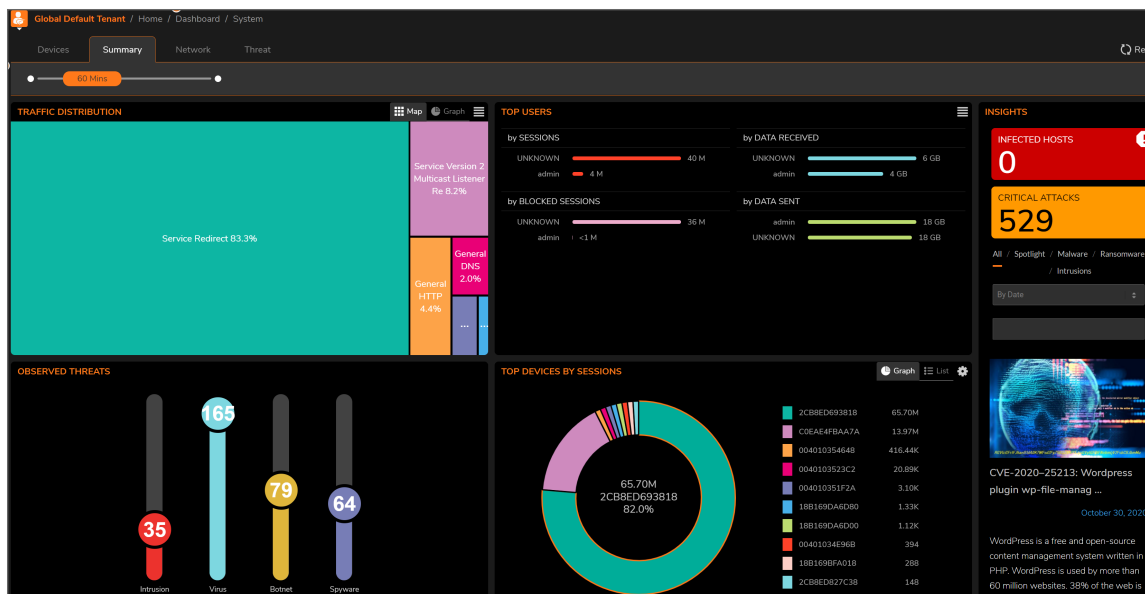 Global Default Tenant / Home / Dashboard / System
Devices
Summary
Network
Threat
60 Mins
TRAFFIC DISTRIBUTION
Map
Graph
Service Redirect 83.3%
Service Version 2
Multicast Listener
Re 8.2%
General
HTTP
4.4%
General
DNS
2.0%
...
...
TOP USERS
by SESSIONS
UNKNOWN 40 M
admin 4 M
by DATA RECEIVED
UNKNOWN 6 GB
admin 4 GB
by BLOCKED SESSIONS
UNKNOWN 36 M
admin <1 M
by DATA SENT
admin 18 GB
UNKNOWN 18 GB
INSIGHTS
INFECTED HOSTS
0
CRITICAL ATTACKS
529
All / Spotlight / Malware / Ransomware
/ Intrusions
By Date
CVE-2020–25213: Wordpress
plugin wp-file-manag ...
October 30, 2020
WordPress is a free and open-source
content management system written in
PHP. WordPress is used by more than
60 million websites. 38% of the web is
OBSERVED THREATS
35
165
79
64
Intrusion
Virus
Botnet
Spyware
TOP DEVICES BY SESSIONS
Graph
List
65.70M
2CB8ED693818
82.0%
2CB8ED693818 65.70M
C0EAE4FBAA7A 13.97M
004010354648 416.44K
0040103523C2 20.89K
004010351F2A 3.10K
18B169DA6D80 1.33K
18B169DA6D00 1.12K
00401034E96B 394
18B169BFA018 288
2CB8ED827C38 148